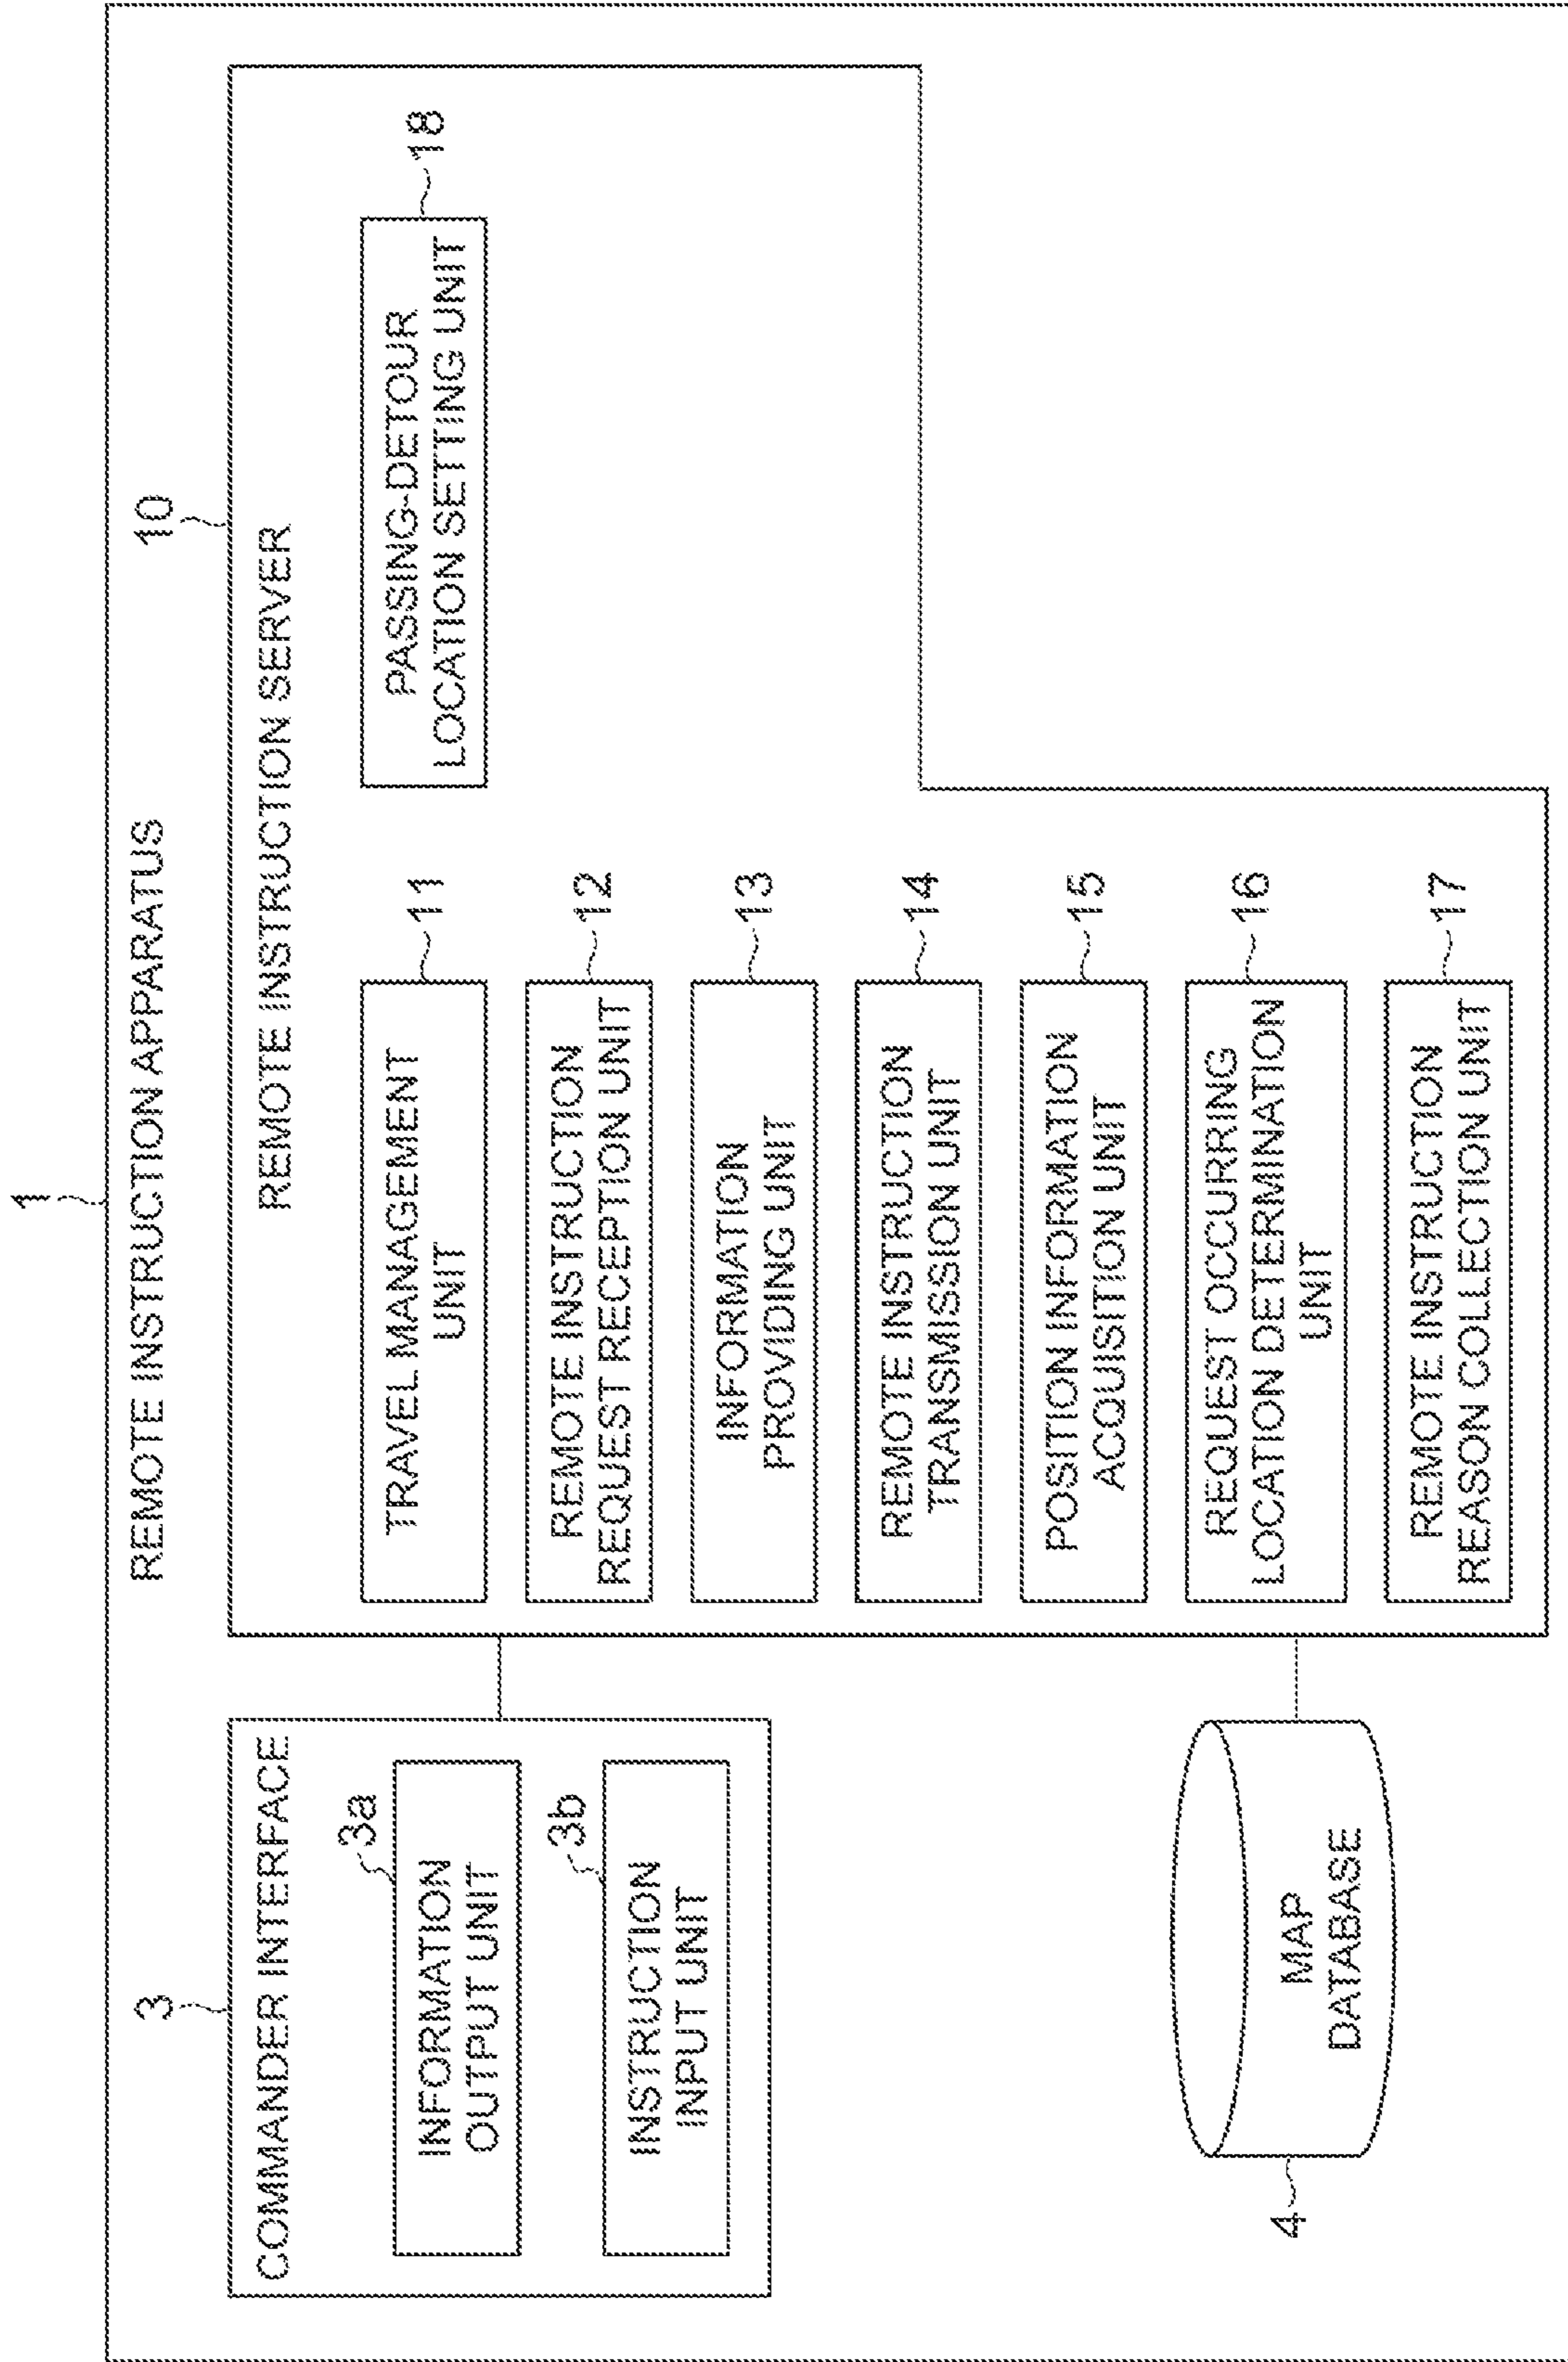 1
REMOTE INSTRUCTION APPARATUS
3
COMMANDER INTERFACE
3a
INFORMATION
OUTPUT UNIT
3b
INSTRUCTION
INPUT UNIT
4
MAP
DATABASE
10
REMOTE INSTRUCTION SERVER
TRAVEL MANAGEMENT
UNIT
11
REMOTE INSTRUCTION
REQUEST RECEPTION UNIT
12
INFORMATION
PROVIDING UNIT
13
REMOTE INSTRUCTION
TRANSMISSION UNIT
14
POSITION INFORMATION
ACQUISITION UNIT
15
REQUEST OCCURRING
LOCATION DETERMINATION
UNIT
16
REMOTE INSTRUCTION
REASON COLLECTION UNIT
17
PASSING-DETOUR
LOCATION SETTING UNIT
18